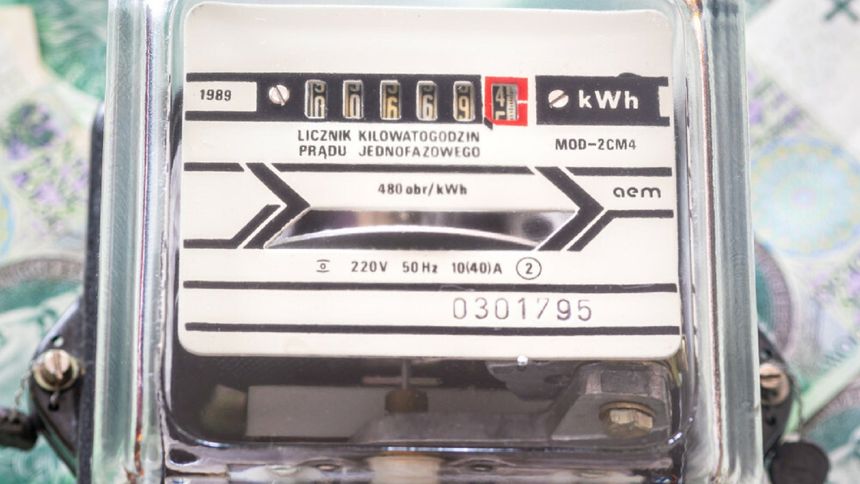 1989 0 0 6 6 9 4 kWh
LICZNIK KILOWATOGODZIN
PRĄDU JEDNOFAZOWEGO
MOD-2CM4
480 obr/kWh
aem
220V 50Hz 10(40)A 2
0301795